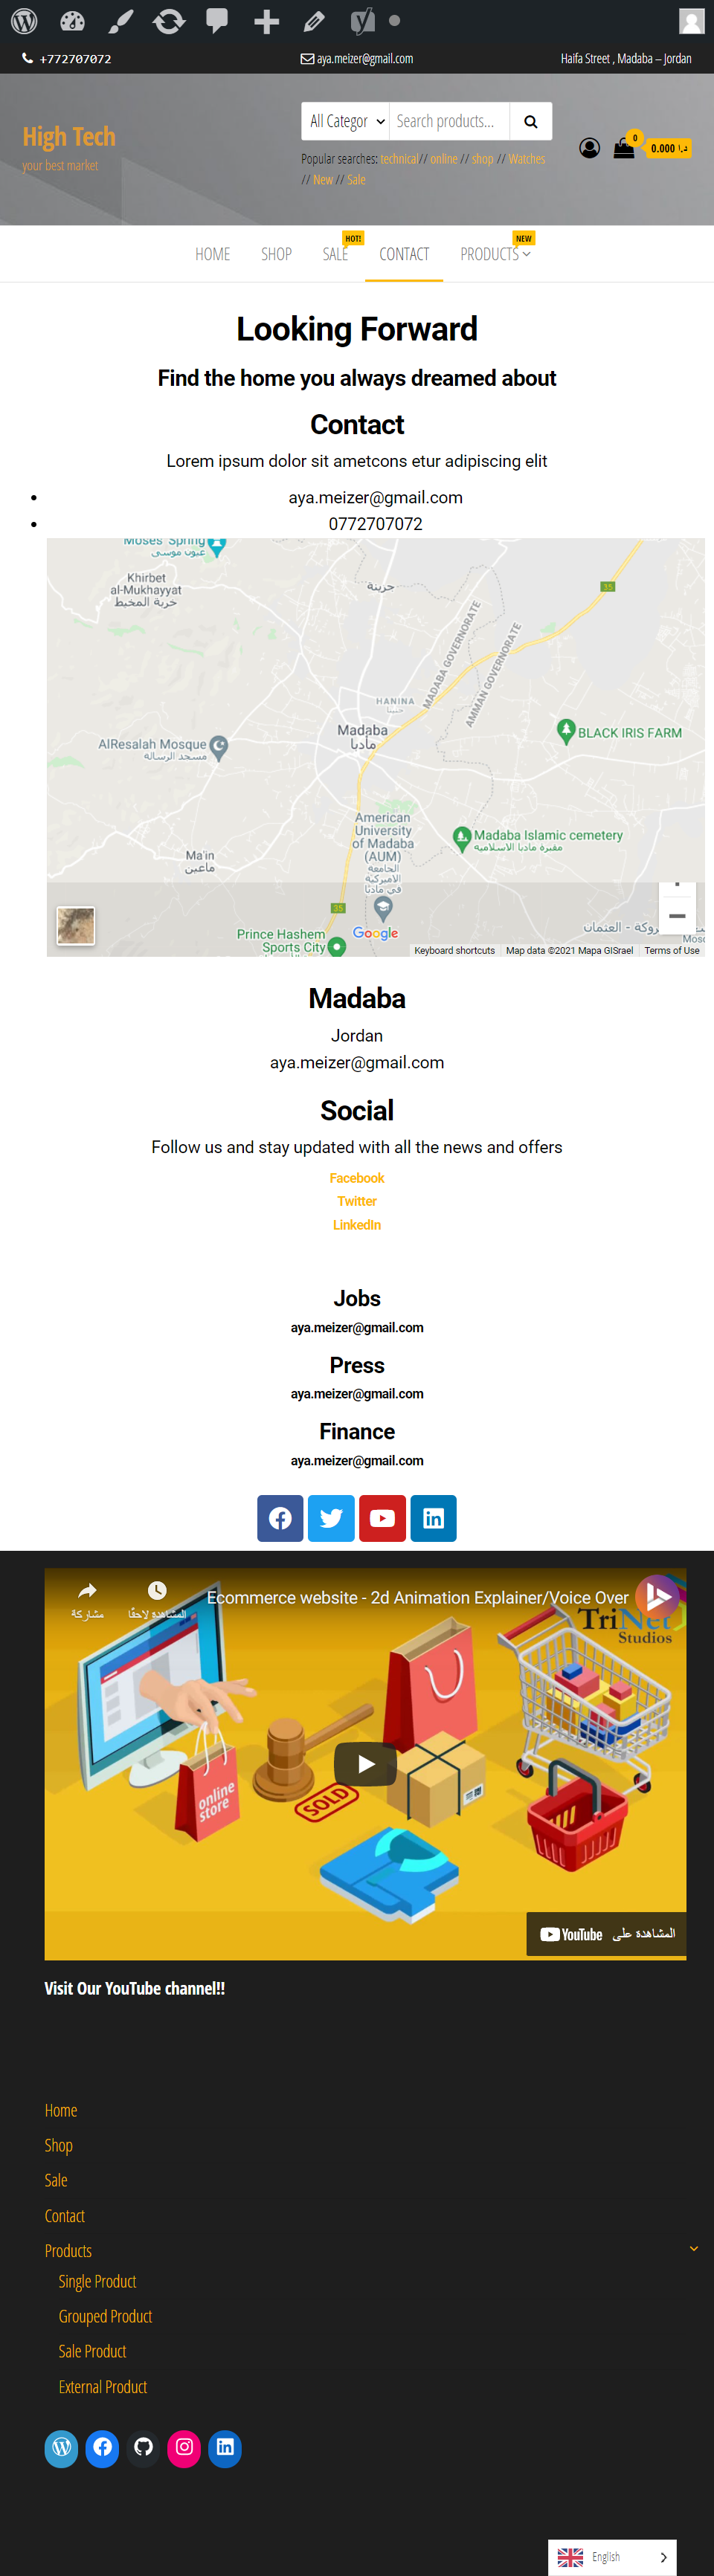 +772707072
aya.meizer@gmail.com
Haifa Street , Madaba – Jordan
High Tech
your best market
All Categor
Search products...
Popular searches: technical // online // shop // Watches
// New // Sale
0
0.000 د.ا
HOT!
NEW
HOME
SHOP
SALE
CONTACT
PRODUCTS
Looking Forward
Find the home you always dreamed about
Contact
Lorem ipsum dolor sit ametcons etur adipiscing elit
• aya.meizer@gmail.com
• 0772707072
Moses' Spring
عيون موسى
Khirbet
al-Mukhayyat
خربة المخيط
حرينة
35
MADABA GOVERNORATE
AMMAN GOVERNORATE
HANINA
حنينا
Madaba
مأدبا
AlResalah Mosque
مسجد الرسالة
BLACK IRIS FARM
American
University
of Madaba
(AUM)
الجامعة
الأميركية
في مادبا
Madaba Islamic cemetery
مقبرة مادبا الاسلامية
Ma'in
ماعين
35
Prince Hashem
Sports City
Google
بروكة - العثمان
Mosq
Keyboard shortcuts
Map data ©2021 Mapa GISrael
Terms of Use
Madaba
Jordan
aya.meizer@gmail.com
Social
Follow us and stay updated with all the news and offers
Facebook
Twitter
LinkedIn
Jobs
aya.meizer@gmail.com
Press
aya.meizer@gmail.com
Finance
aya.meizer@gmail.com
مشاركة
المشاهدة لاحقًا
Ecommerce website - 2d Animation Explainer/Voice Over
TriNet
Studios
online
store
SOLD
المشاهدة على YouTube
Visit Our YouTube channel!!
Home
Shop
Sale
Contact
Products
Single Product
Grouped Product
Sale Product
External Product
English